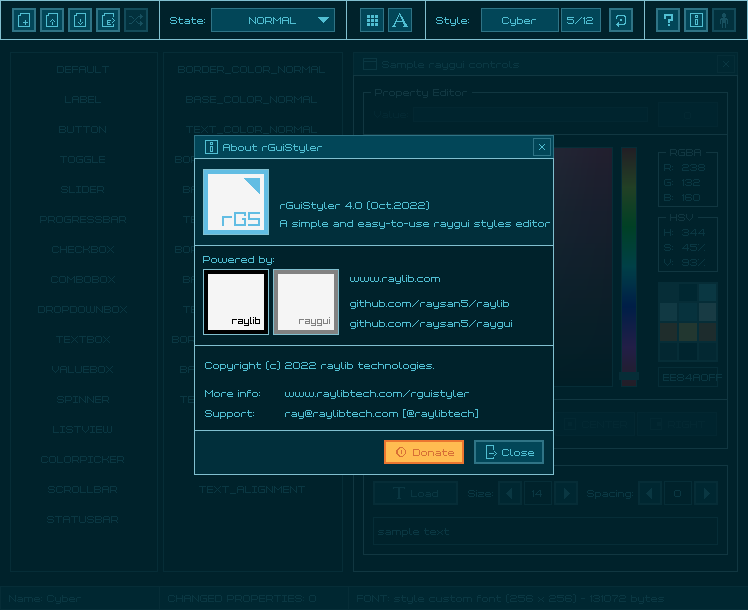 State: NORMAL Style: Cyber 5/12
Sample raygui controls
DEFAULT
LABEL
BUTTON
TOGGLE
SLIDER
PROGRESSBAR
CHECKBOX
COMBOBOX
DROPDOWNBOX
TEXTBOX
VALUEBOX
SPINNER
LISTVIEW
COLORPICKER
SCROLLBAR
STATUSBAR
BORDER_COLOR_NORMAL
BASE_COLOR_NORMAL
TEXT_COLOR_NORMAL
TEXT_ALIGNMENT
Property Editor
RGBA
R: 238
G: 132
B: 160
HSV
H: 344
S: 45%
V: 93%
EE84A0FF
About rGuiStyler
rGS
rGuiStyler 4.0 (Oct.2022)
A simple and easy-to-use raygui styles editor
Powered by:
raylib
raygui
www.raylib.com
github.com/raysan5/raylib
github.com/raysan5/raygui
Copyright (c) 2022 raylib technologies.
More info: www.raylibtech.com/rguistyler
Support: ray@raylibtech.com [@raylibtech]
Donate Close
Load Size: 14 Spacing: 0
sample text
Name: Cyber CHANGED PROPERTIES: 0 FONT: style custom font (256 x 256) - 131072 bytes